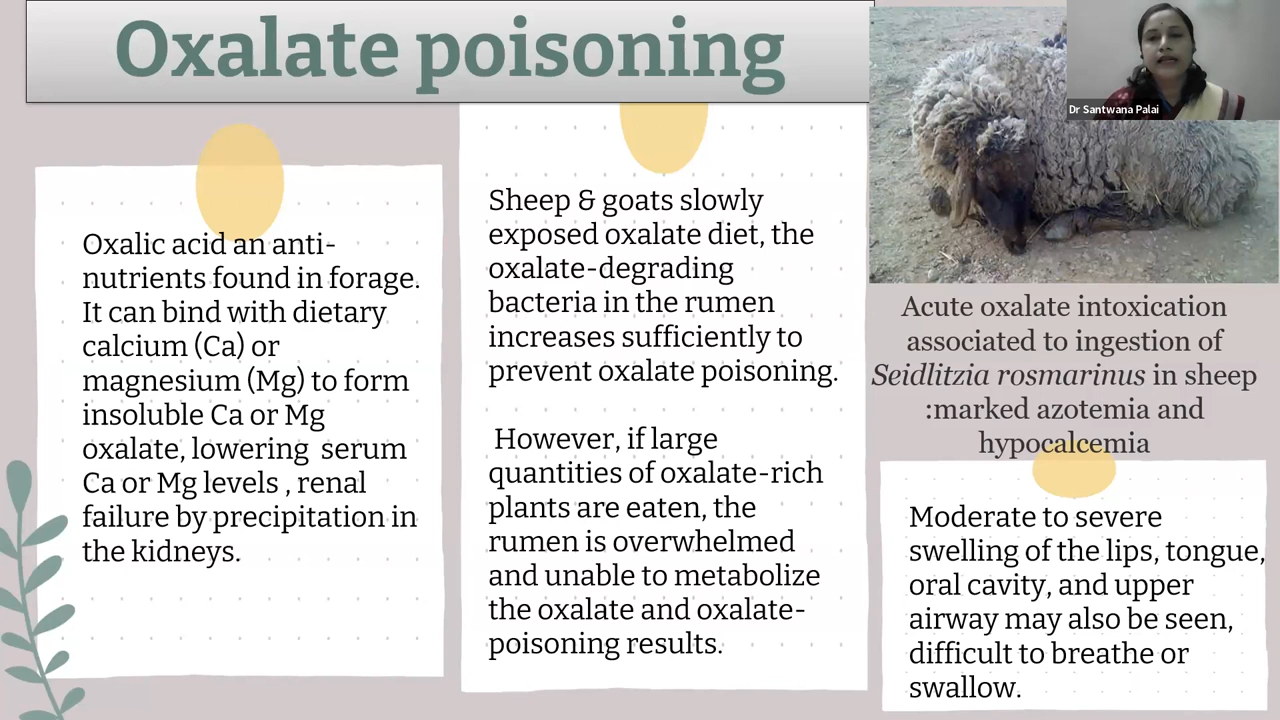 Oxalate poisoning
Dr Santwana Palai
Oxalic acid an anti-
nutrients found in forage.
It can bind with dietary
calcium (Ca) or
magnesium (Mg) to form
insoluble Ca or Mg
oxalate, lowering serum
Ca or Mg levels , renal
failure by precipitation in
the kidneys.
Sheep & goats slowly
exposed oxalate diet, the
oxalate-degrading
bacteria in the rumen
increases sufficiently to
prevent oxalate poisoning.
However, if large
quantities of oxalate-rich
plants are eaten, the
rumen is overwhelmed
and unable to metabolize
the oxalate and oxalate-
poisoning results.
Acute oxalate intoxication
associated to ingestion of
Seidlitzia rosmarinus in sheep
:marked azotemia and
hypocalcemia
Moderate to severe
swelling of the lips, tongue,
oral cavity, and upper
airway may also be seen,
difficult to breathe or
swallow.